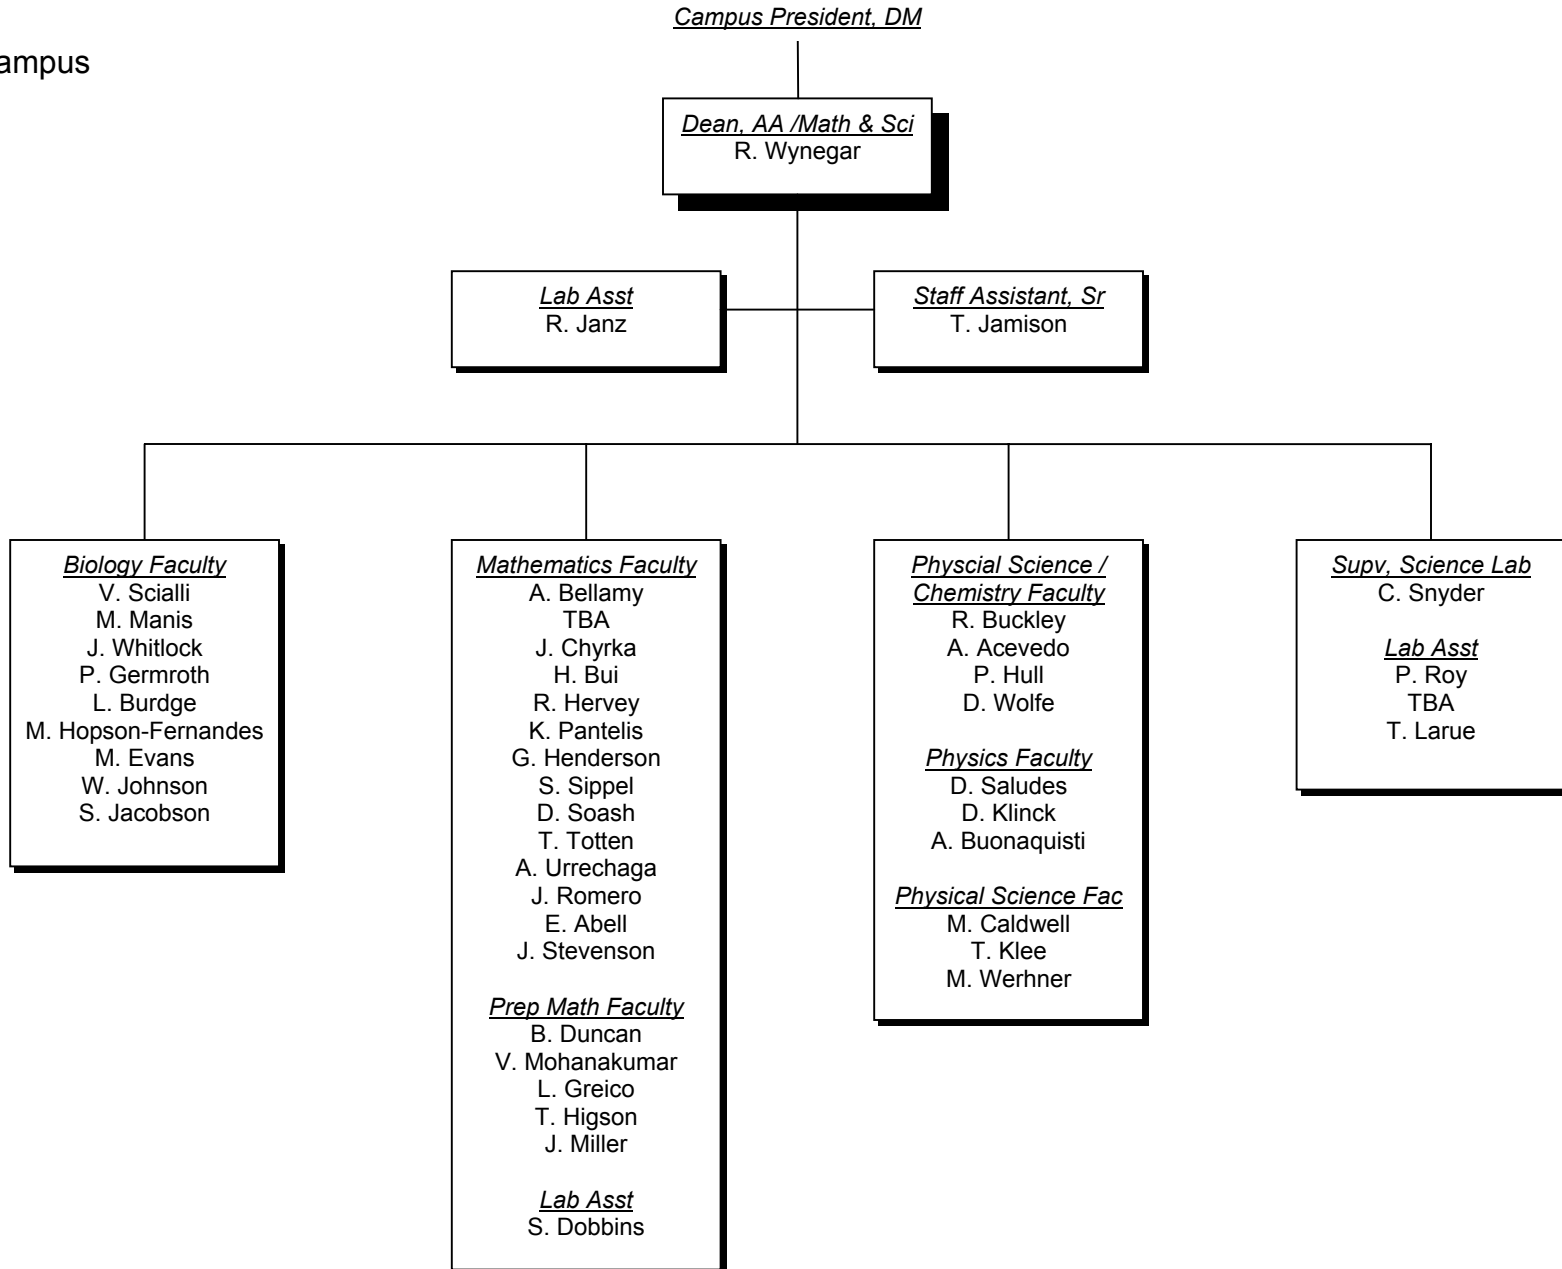 Campus President, DM
ampus
Dean, AA /Math & Sci
R. Wynegar
Lab Asst
R. Janz
Staff Assistant, Sr
T. Jamison
Biology Faculty
V. Scialli
M. Manis
J. Whitlock
P. Germroth
L. Burdge
M. Hopson-Fernandes
M. Evans
W. Johnson
S. Jacobson
Mathematics Faculty
A. Bellamy
TBA
J. Chyrka
H. Bui
R. Hervey
K. Pantelis
G. Henderson
S. Sippel
D. Soash
T. Totten
A. Urrechaga
J. Romero
E. Abell
J. Stevenson
Prep Math Faculty
B. Duncan
V. Mohanakumar
L. Greico
T. Higson
J. Miller
Lab Asst
S. Dobbins
Physcial Science /
Chemistry Faculty
R. Buckley
A. Acevedo
P. Hull
D. Wolfe
Physics Faculty
D. Saludes
D. Klinck
A. Buonaquisti
Physical Science Fac
M. Caldwell
T. Klee
M. Werhner
Supv, Science Lab
C. Snyder
Lab Asst
P. Roy
TBA
T. Larue